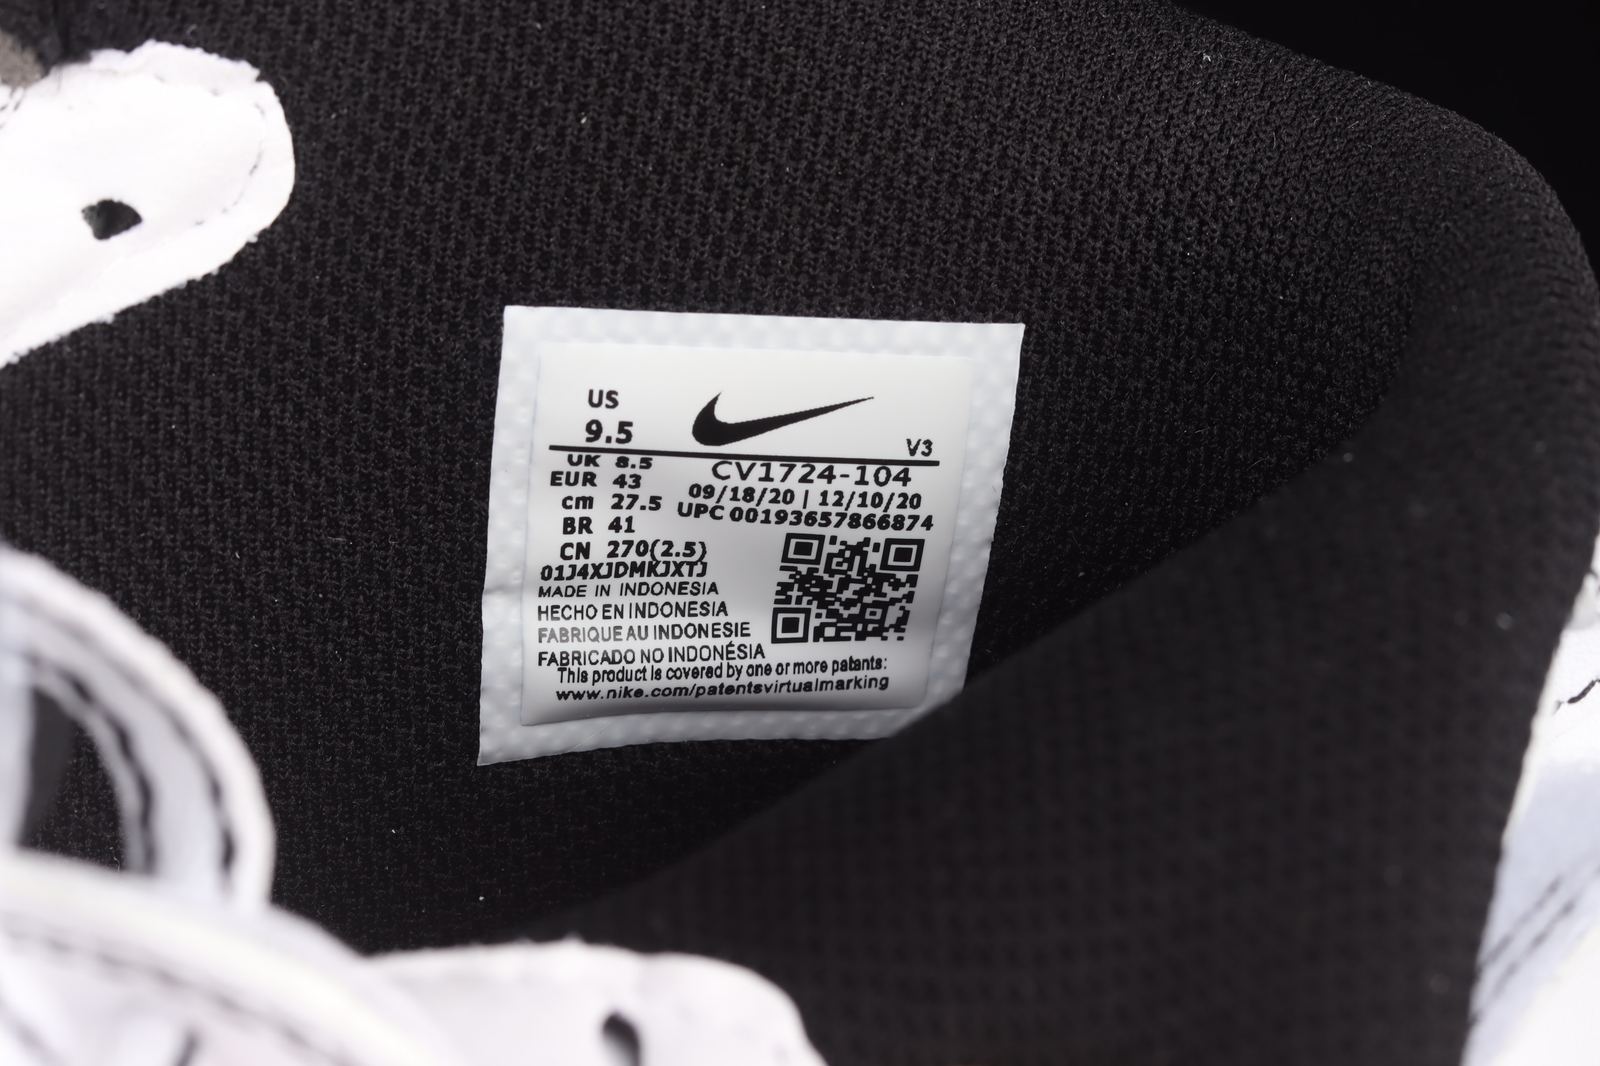 US
9.5
V3
UK 8.5
EUR 43
cm 27.5
BR 41
CN 270(2.5)
CV1724-104
09/18/20 | 12/10/20
UPC 00193657866874
01J4XJDMKJXTJ
MADE IN INDONESIA
HECHO EN INDONESIA
FABRIQUE AU INDONESIE
FABRICADO NO INDONÉSIA
This product is covered by one or more patants:
www.nike.com/patentsvirtualmarking